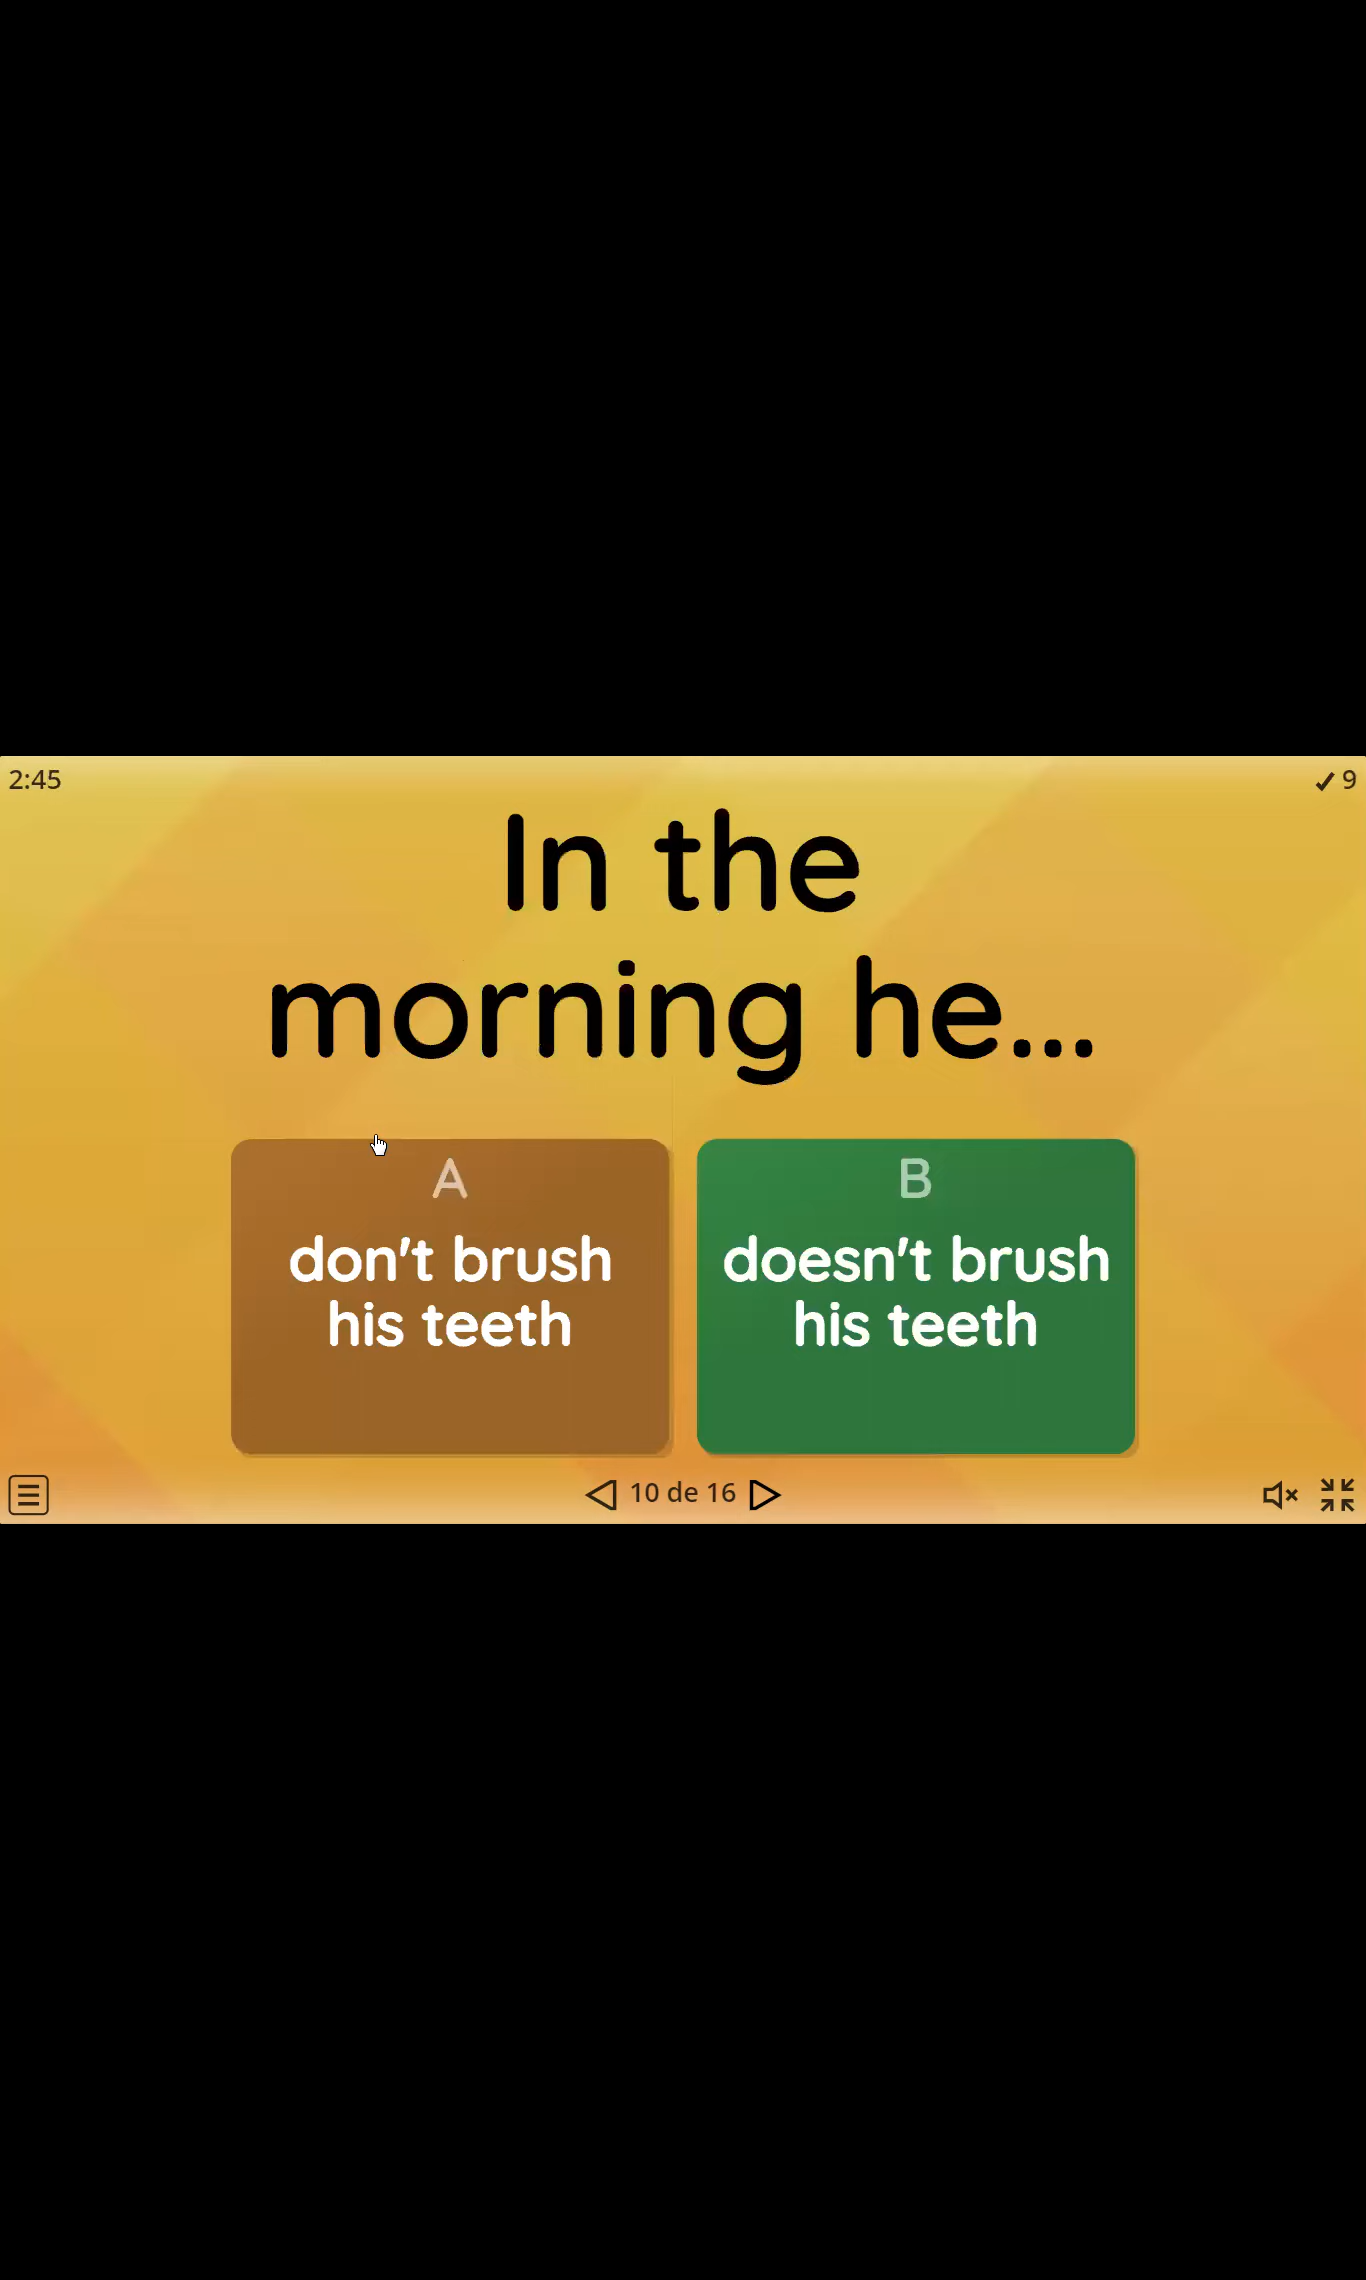 2:45
9
In the
morning he...
A
don't brush
his teeth
B
doesn't brush
his teeth
10 de 16